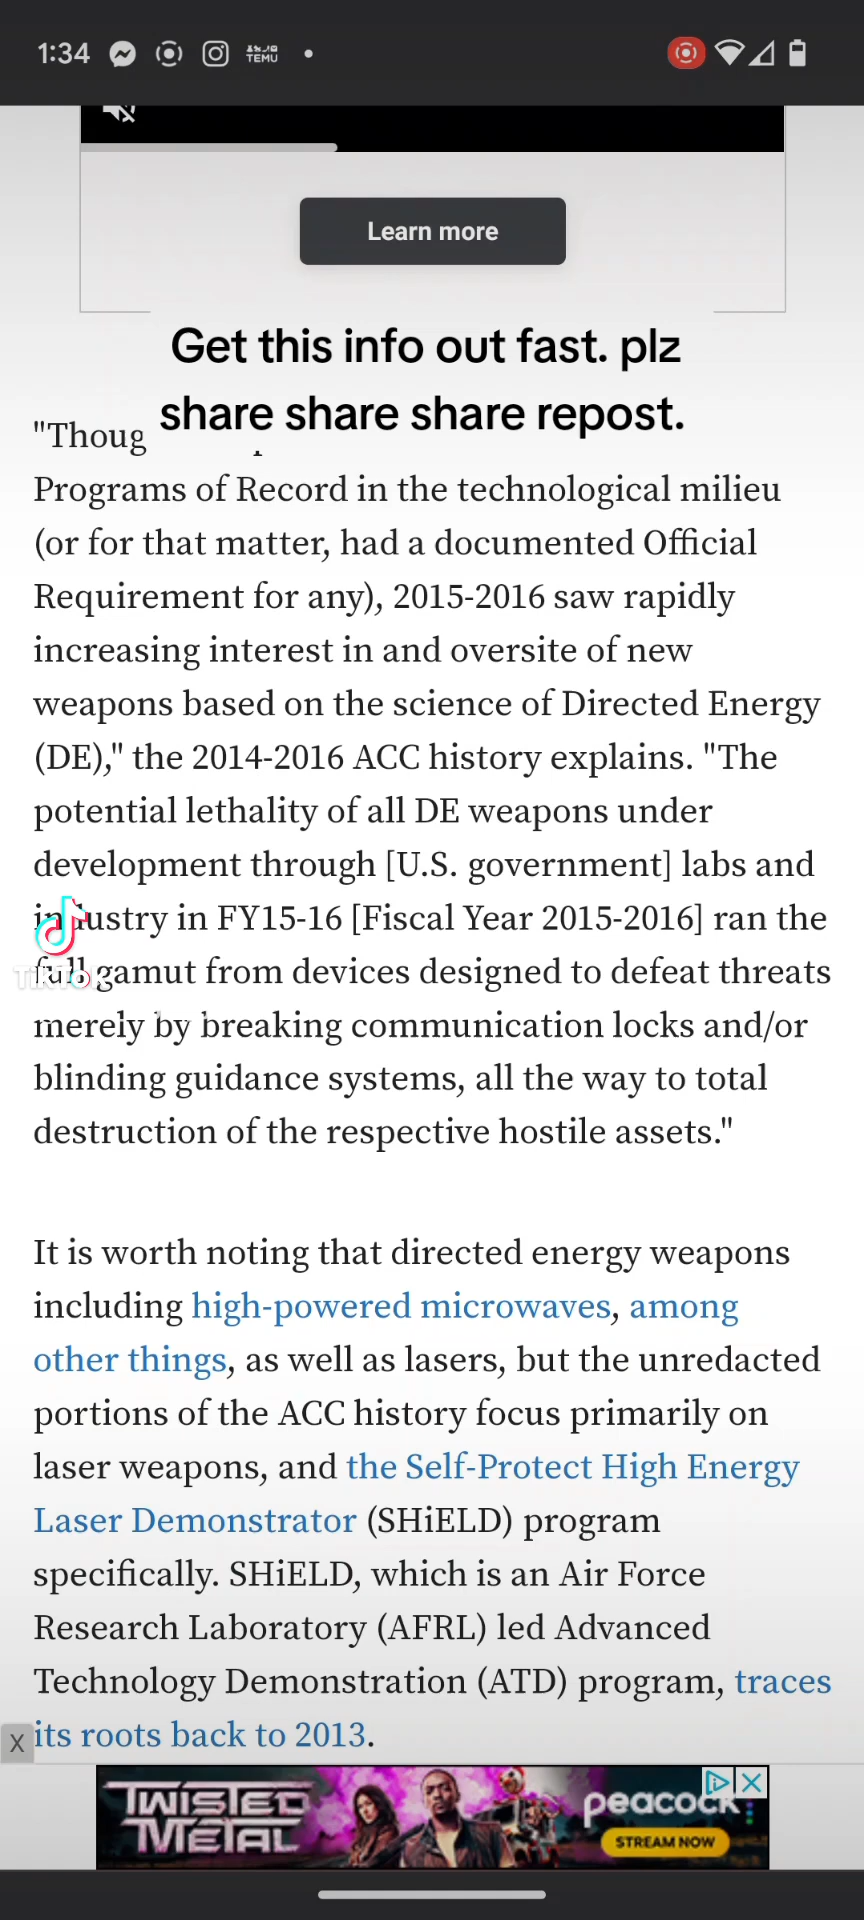 1:34
TEMU
Learn more
Get this info out fast. plz
share share share repost.
"Thoug
Programs of Record in the technological milieu
(or for that matter, had a documented Official
Requirement for any), 2015-2016 saw rapidly
increasing interest in and oversite of new
weapons based on the science of Directed Energy
(DE)," the 2014-2016 ACC history explains. "The
potential lethality of all DE weapons under
development through [U.S. government] labs and
industry in FY15-16 [Fiscal Year 2015-2016] ran the
full gamut from devices designed to defeat threats
TikTok
merely by breaking communication locks and/or
blinding guidance systems, all the way to total
destruction of the respective hostile assets."
It is worth noting that directed energy weapons
including high-powered microwaves, among
other things, as well as lasers, but the unredacted
portions of the ACC history focus primarily on
laser weapons, and the Self-Protect High Energy
Laser Demonstrator (SHiELD) program
specifically. SHiELD, which is an Air Force
Research Laboratory (AFRL) led Advanced
Technology Demonstration (ATD) program, traces
its roots back to 2013.
X
TWISTED
METAL
peacock
STREAM NOW